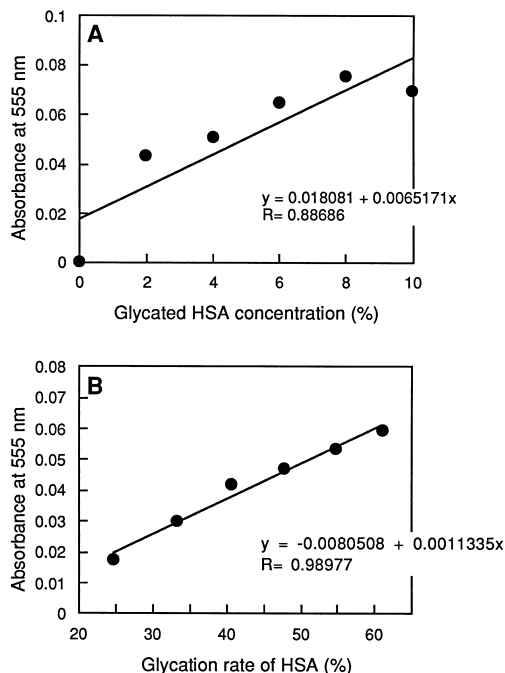 A
0.1
0.08
0.06
0.04
0.02
0
Absorbance at 555 nm
y = 0.018081 + 0.0065171x
R= 0.88686
0 2 4 6 8 10
Glycated HSA concentration (%)
B
0.08
0.07
0.06
0.05
0.04
0.03
0.02
0.01
0
Absorbance at 555 nm
y = -0.0080508 + 0.0011335x
R= 0.98977
20 30 40 50 60
Glycation rate of HSA (%)